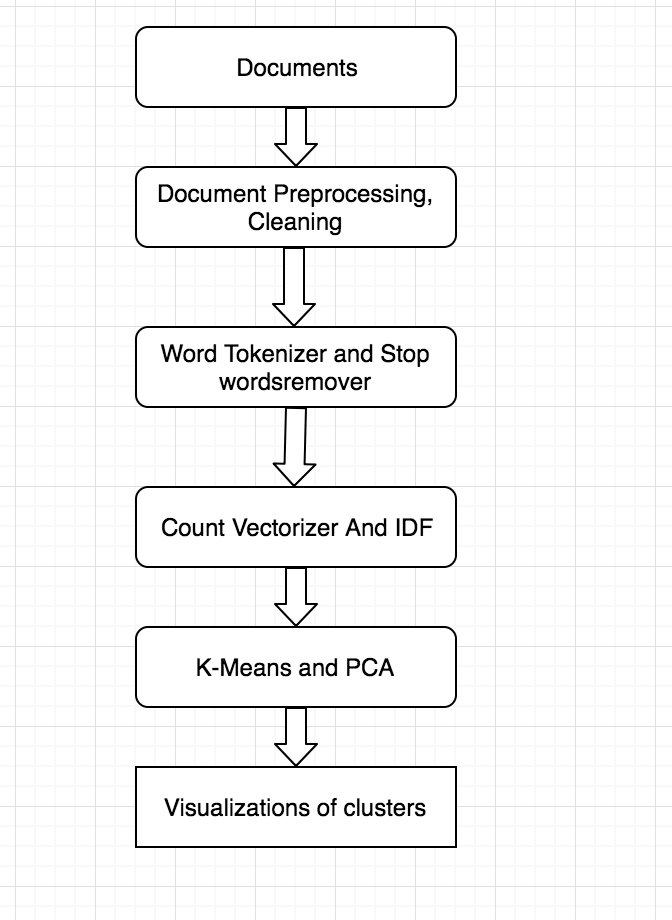 Documents
Document Preprocessing,
Cleaning
Word Tokenizer and Stop
wordsremover
Count Vectorizer And IDF
K-Means and PCA
Visualizations of clusters